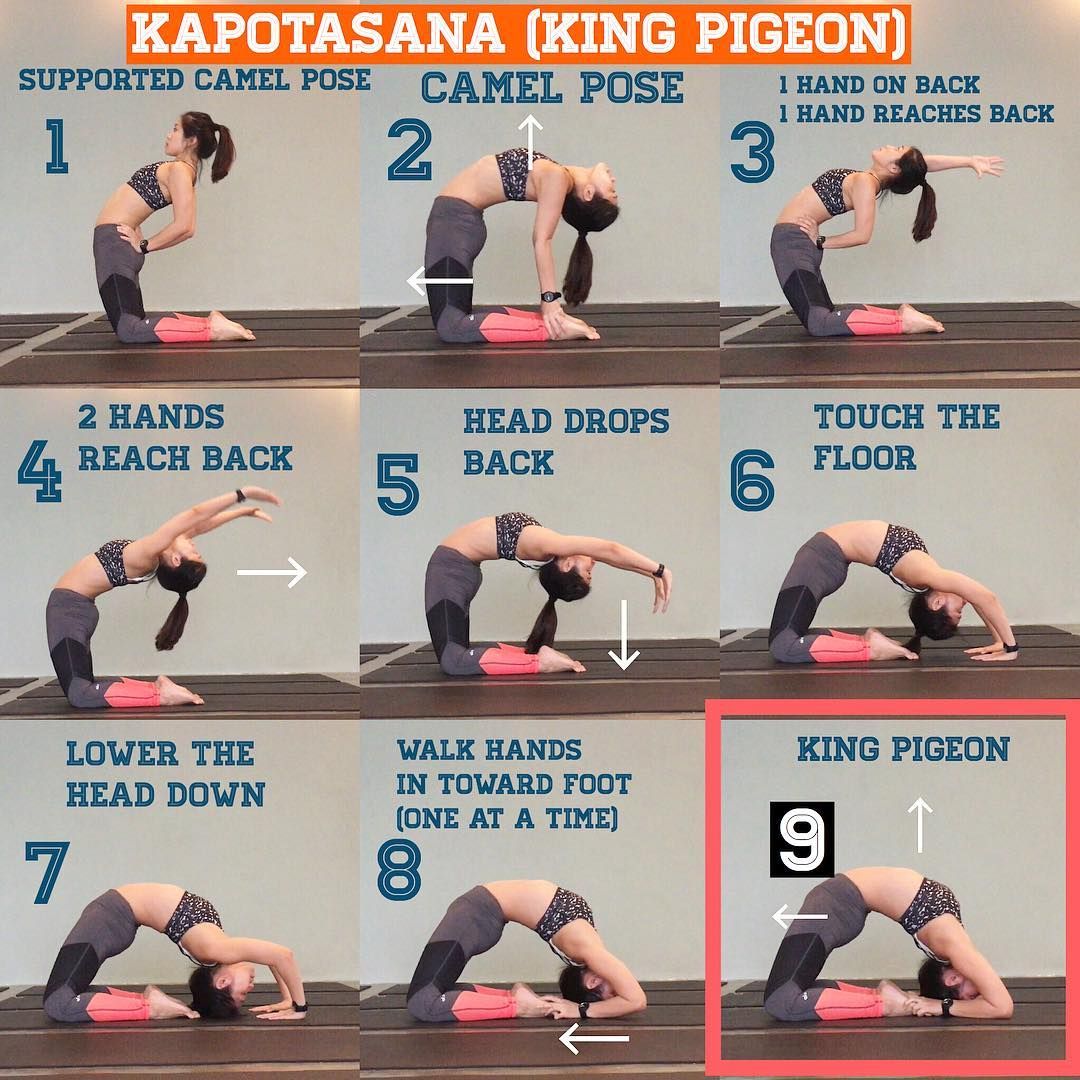 KAPOTASANA (KING PIGEON)
SUPPORTED CAMEL POSE
1
CAMEL POSE
2
1 HAND ON BACK
1 HAND REACHES BACK
3
2 HANDS
REACH BACK
4
HEAD DROPS
BACK
5
TOUCH THE
FLOOR
6
LOWER THE
HEAD DOWN
7
WALK HANDS
IN TOWARD FOOT
(ONE AT A TIME)
8
KING PIGEON
9